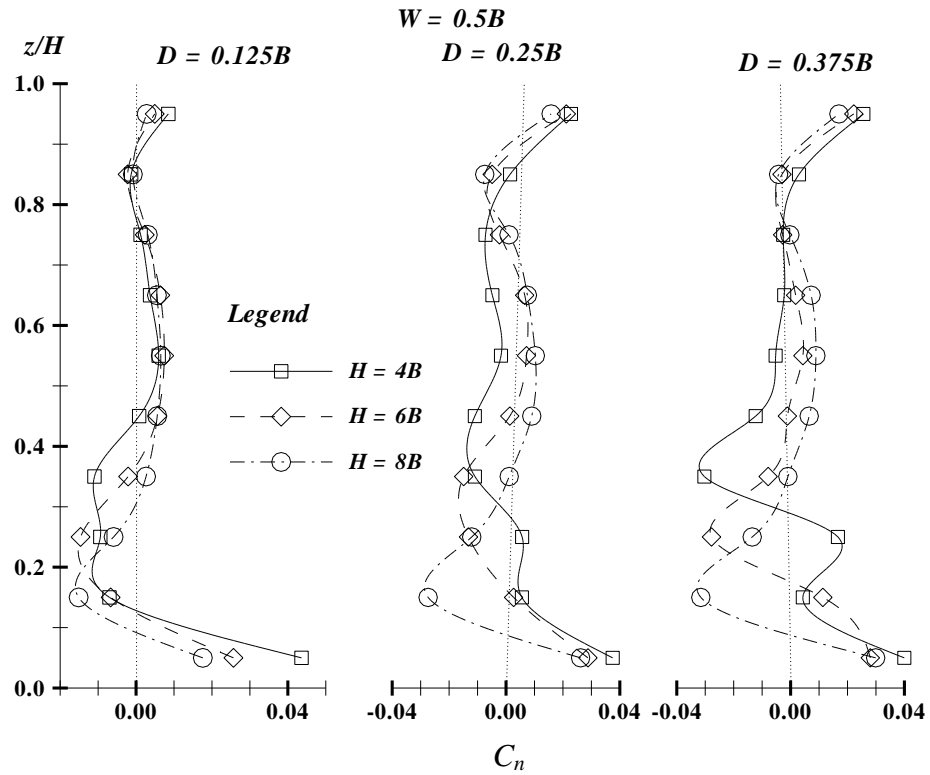 W = 0.5B
z/H
D = 0.125B
D = 0.25B
D = 0.375B
1.0
0.8
0.6
0.4
0.2
0.0
Legend
H = 4B
H = 6B
H = 8B
0.00
0.04
-0.04
0.00
0.04
-0.04
0.00
0.04
Cn